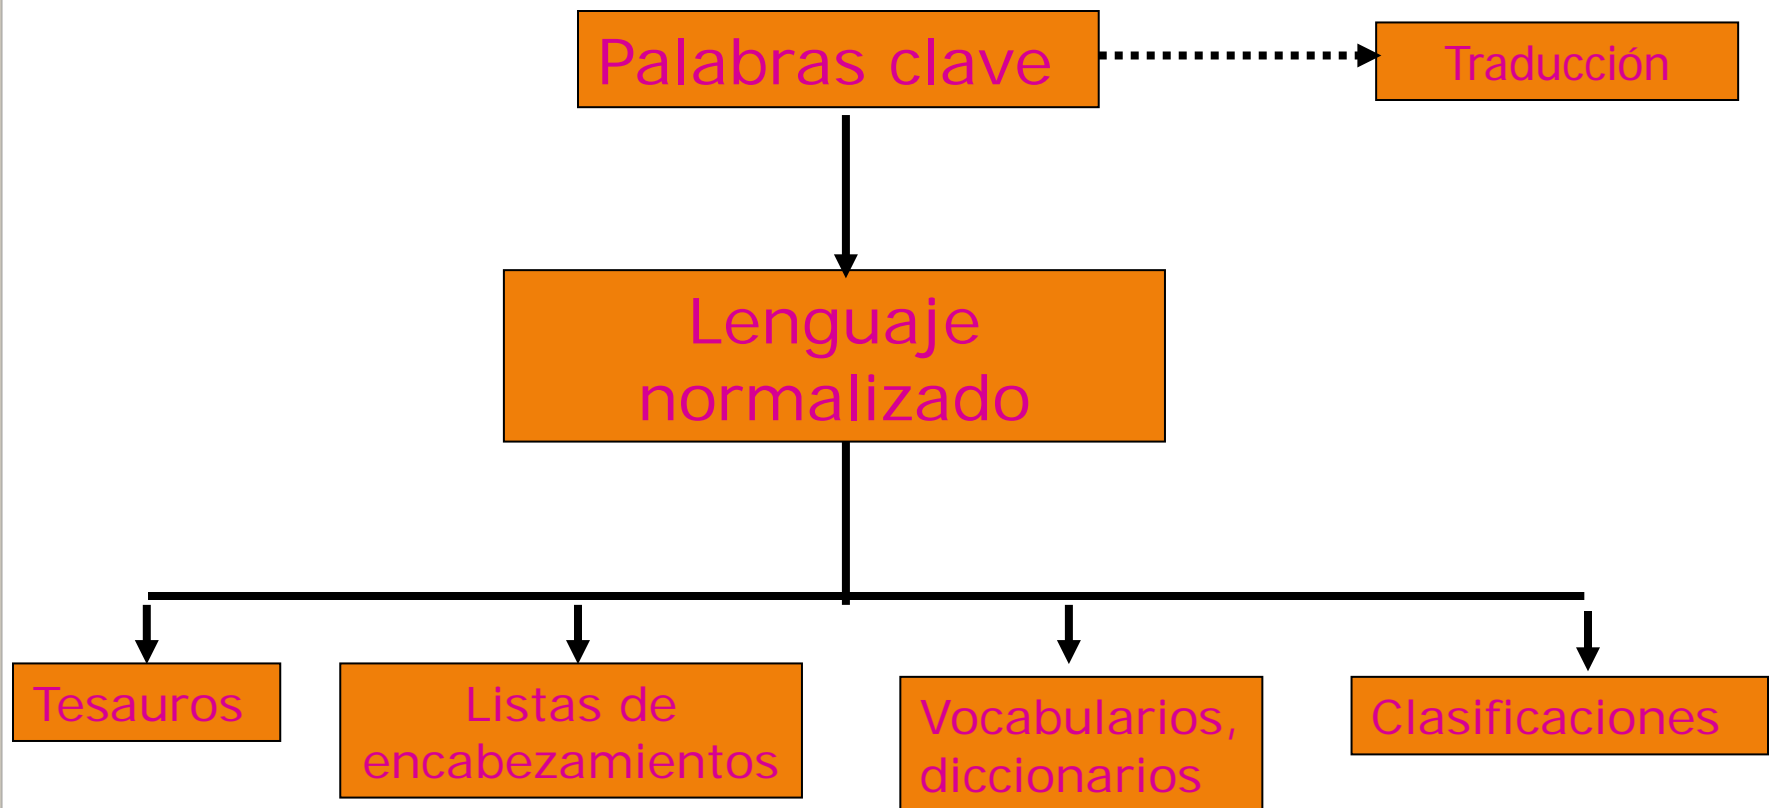 Palabras clave
Traducción
Lenguaje
normalizado
Tesauros
Listas de
encabezamientos
Vocabularios,
diccionarios
Clasificaciones